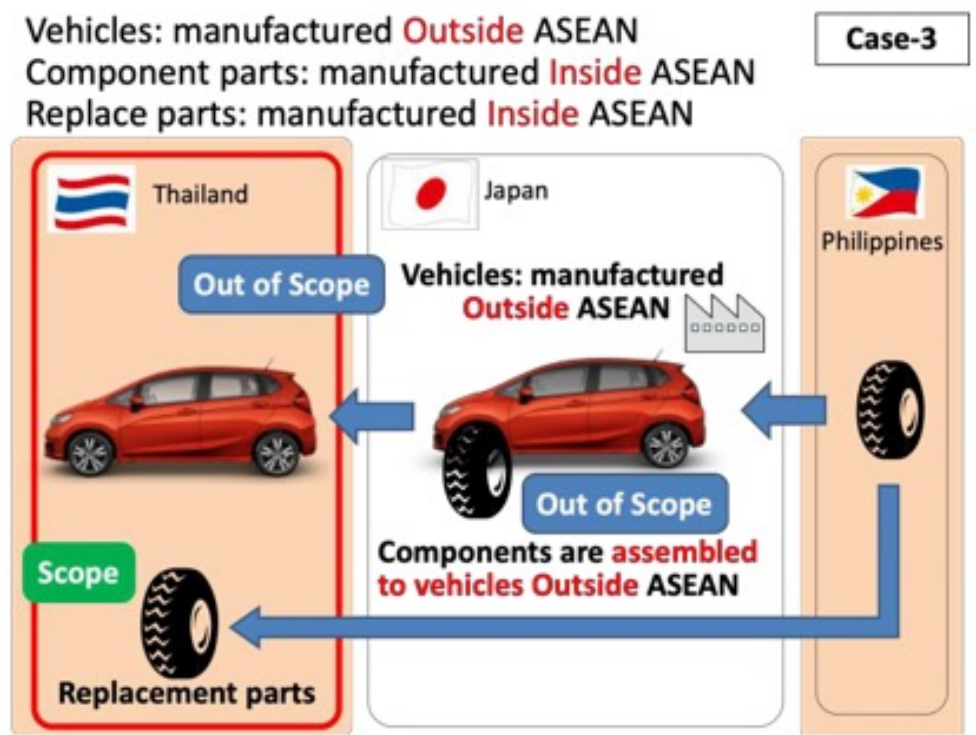 Vehicles: manufactured Outside ASEAN
Component parts: manufactured Inside ASEAN
Replace parts: manufactured Inside ASEAN
Case-3
Thailand
Japan
Philippines
Out of Scope
Vehicles: manufactured
Outside ASEAN
Out of Scope
Components are assembled
to vehicles Outside ASEAN
Scope
Replacement parts